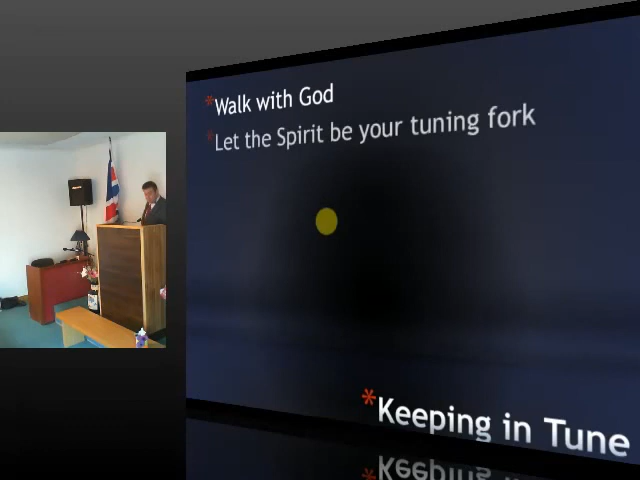 *Walk with God
*Let the Spirit be your tuning fork
*Keeping in Tune